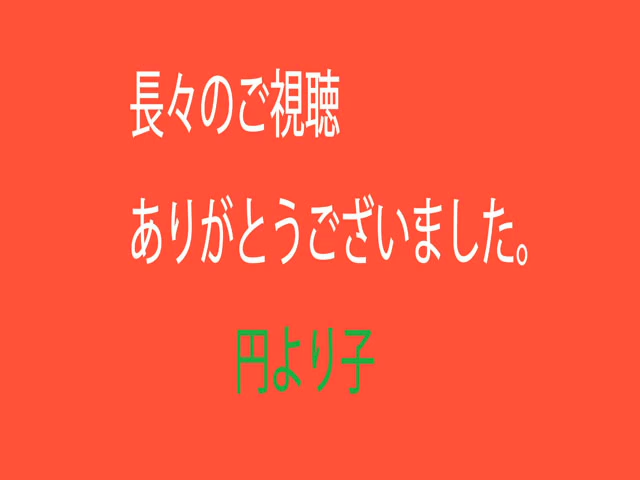 長々のご視聴
ありがとうございました。
円より子